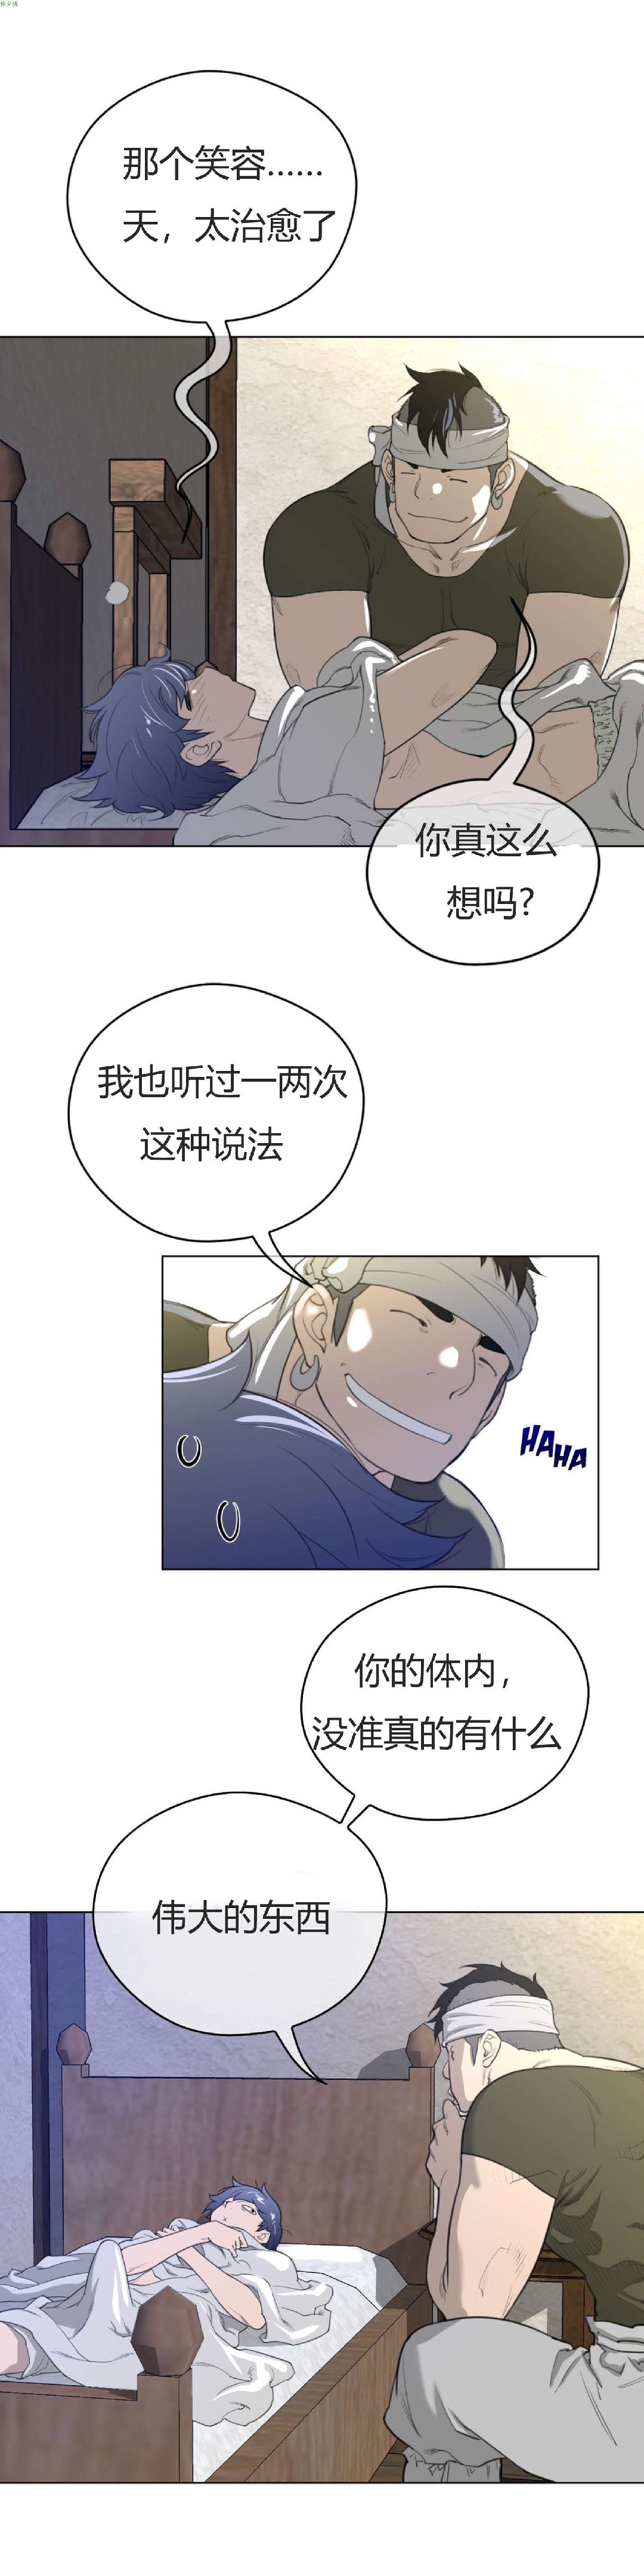 那个笑容……
天，太治愈了
你真这么
想吗?
我也听过一两次
这种说法
HAHA
你的体内，
没准真的有什么
伟大的东西